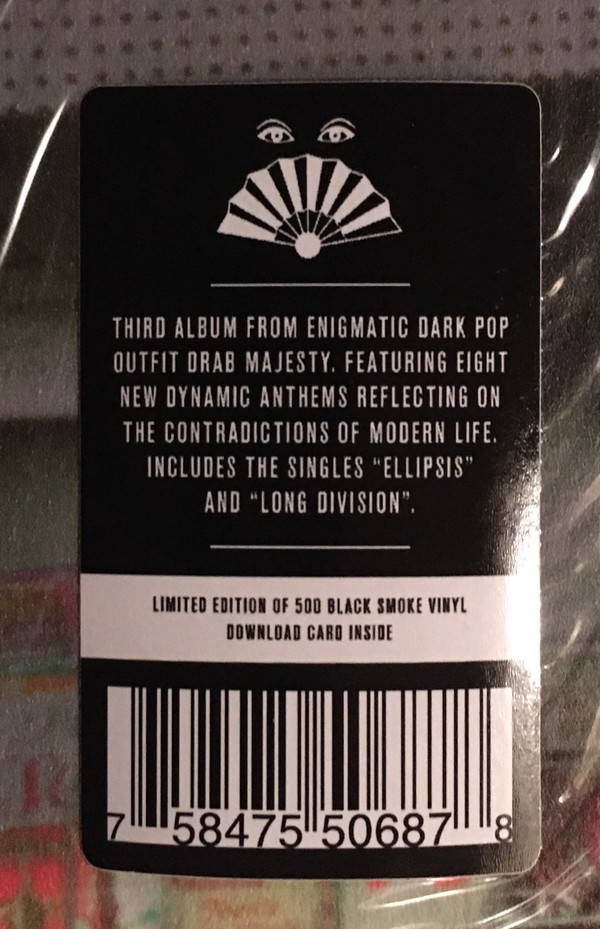 THIRD ALBUM FROM ENIGMATIC DARK POP
OUTFIT DRAB MAJESTY. FEATURING EIGHT
NEW DYNAMIC ANTHEMS REFLECTING ON
THE CONTRADICTIONS OF MODERN LIFE.
INCLUDES THE SINGLES “ELLIPSIS”
AND “LONG DIVISION”.
LIMITED EDITION OF 500 BLACK SMOKE VINYL
DOWNLOAD CARD INSIDE
7 58475 50687 8